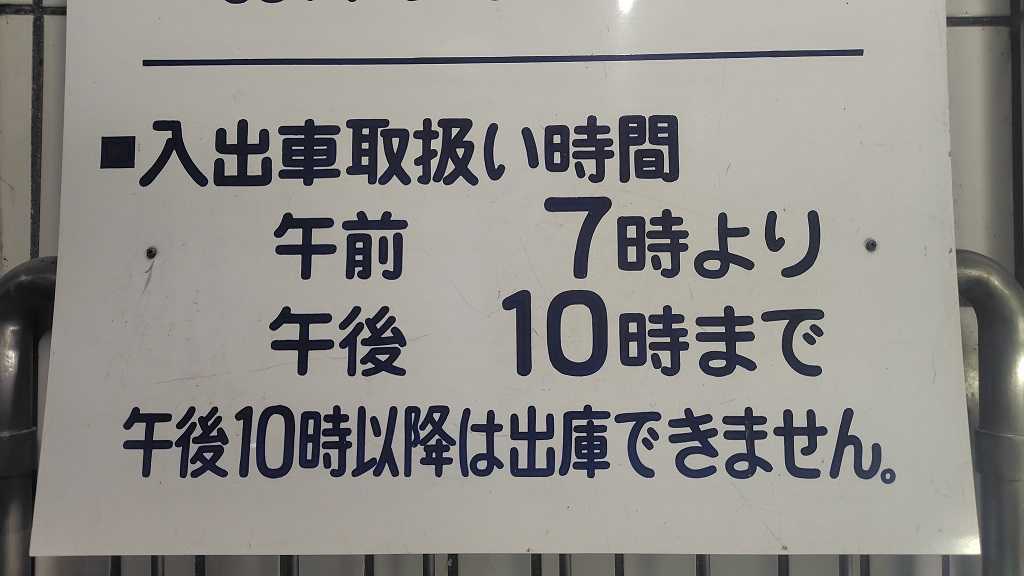 ■入出車取扱い時間
午前 7時より
午後 10時まで
午後10時以降は出庫できません。